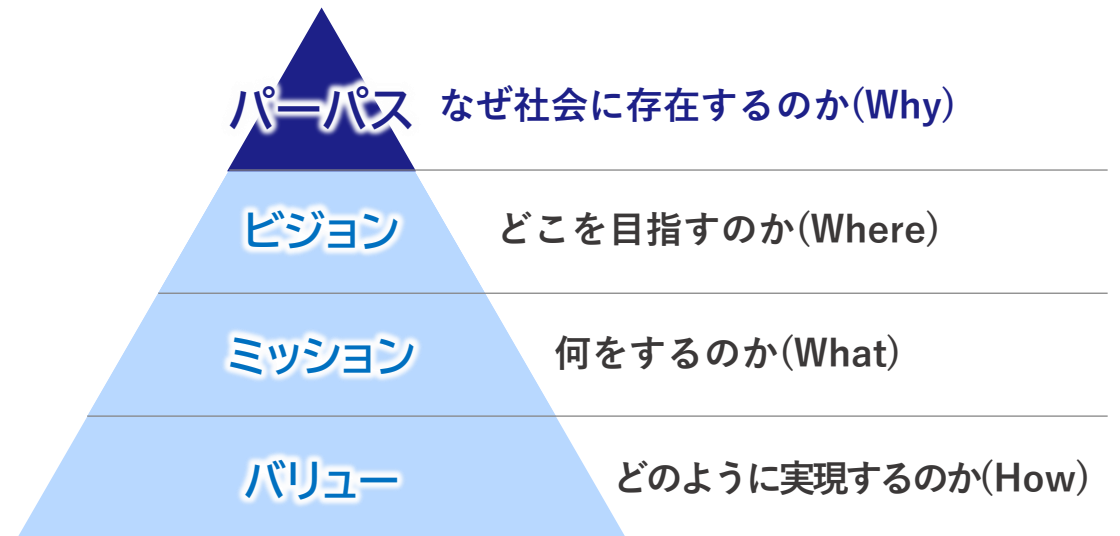 パーパス なぜ社会に存在するのか(Why)
ビジョン どこを目指すのか(Where)
ミッション 何をするのか(What)
バリュー どのように実現するのか(How)